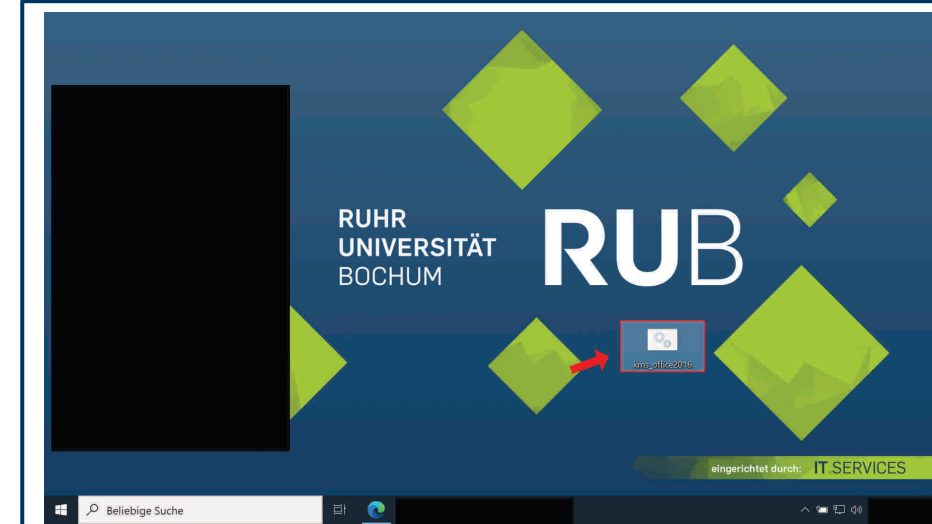 RUHR
UNIVERSITÄT
BOCHUM
RUB
kms_office2016
eingerichtet durch: IT.SERVICES
Beliebige Suche